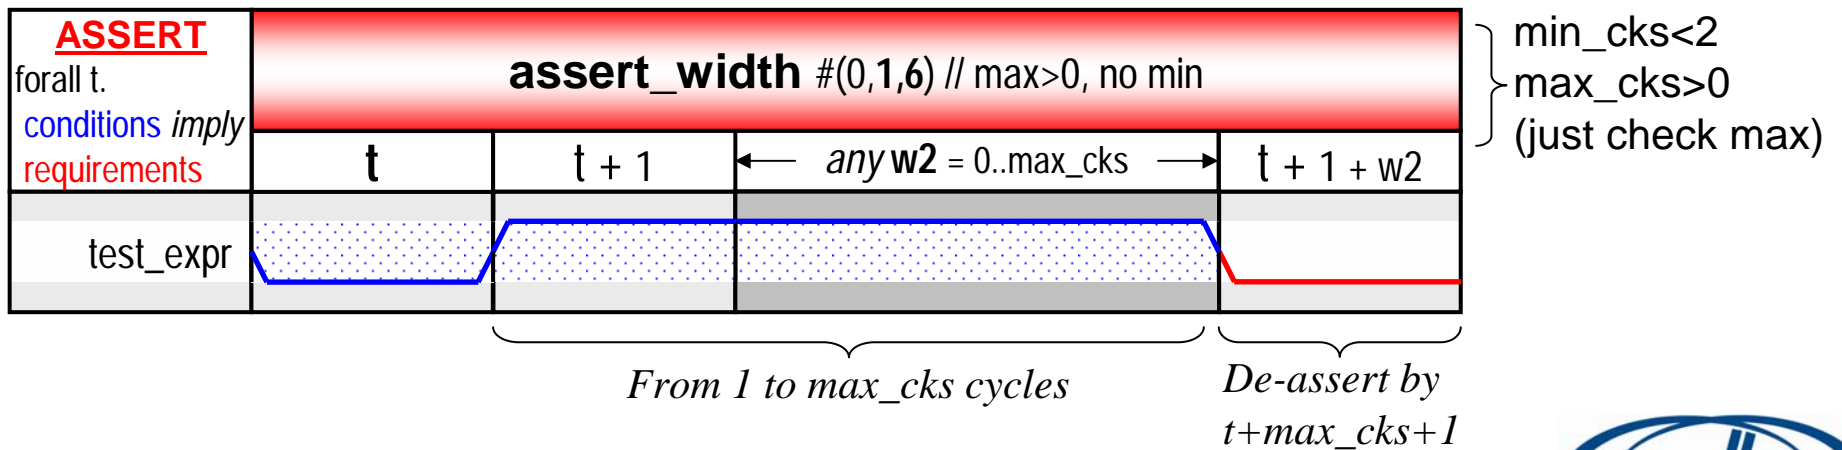 ASSERT
forall t.
conditions imply
requirements
assert_width #(0,1,6) // max>0, no min
t
t + 1
any w2 = 0..max_cks
t + 1 + w2
test_expr
From 1 to max_cks cycles
De-assert by
t+max_cks+1
min_cks<2
max_cks>0
(just check max)